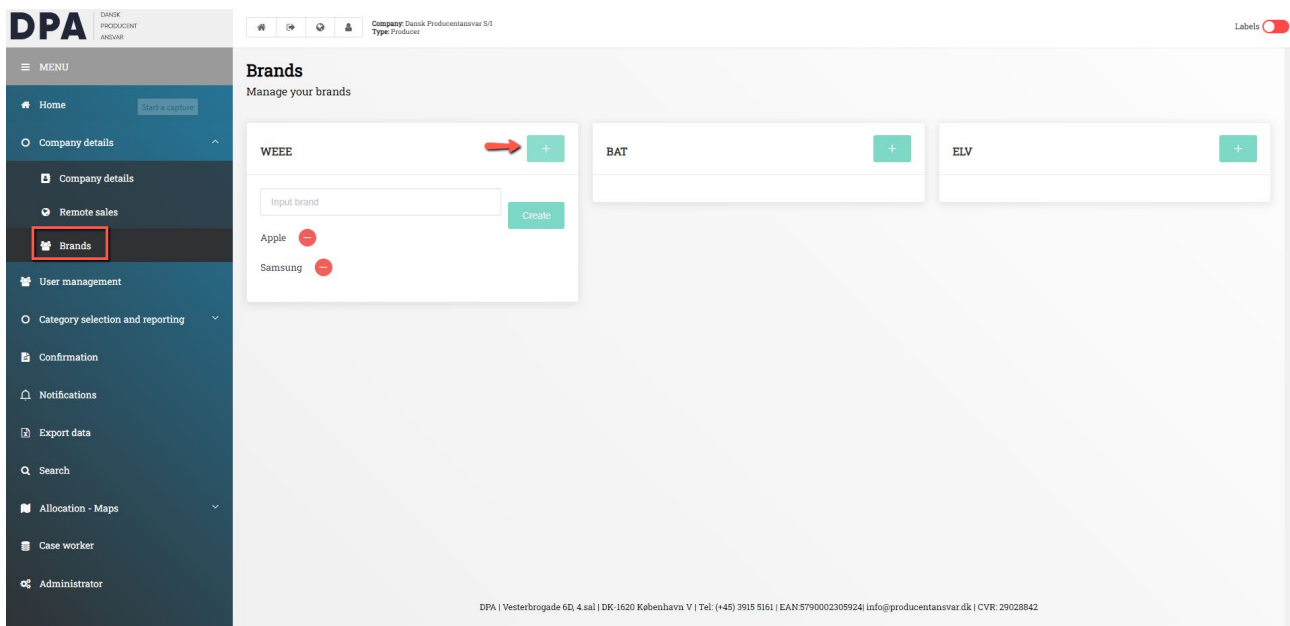 DPA
DANSK
PRODUCENT
ANSVAR
Company: Dansk Producentansvar S/I
Type: Producer
Labels
MENU
Home
Start a capture
Company details
Company details
Remote sales
Brands
User management
Category selection and reporting
Confirmation
Notifications
Export data
Search
Allocation - Maps
Case worker
Administrator
Brands
Manage your brands
WEEE
+
Input brand
Create
Apple
Samsung
BAT
+
ELV
+
DPA | Vesterbrogade 6D, 4.sal | DK-1620 København V | Tel: (+45) 3915 5161 | EAN:5790002305924| info@producentansvar.dk | CVR: 29028842